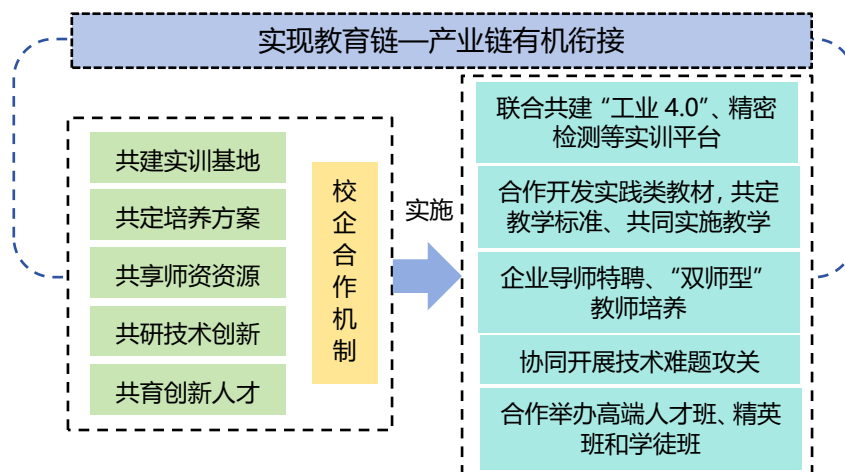 实现教育链—产业链有机衔接
共建实训基地
共定培养方案
共享师资资源
共研技术创新
共育创新人才
校
企
合
作
机
制
实施
联合共建“工业 4.0”、精密
检测等实训平台
合作开发实践类教材，共定
教学标准、共同实施教学
企业导师特聘、“双师型”
教师培养
协同开展技术难题攻关
合作举办高端人才班、精英
班和学徒班